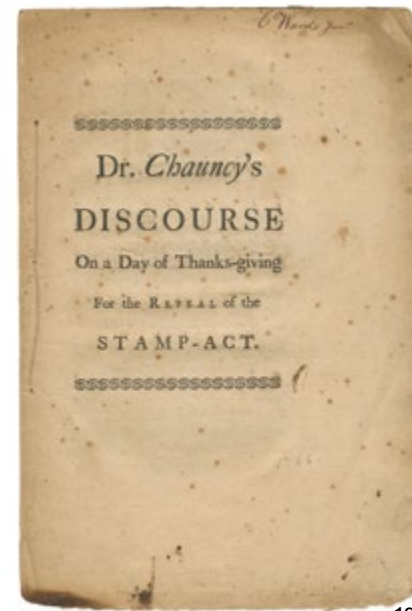 Dr. Chauncy's
DISCOURSE
On a Day of Thanks-giving
For the REPEAL of the
STAMP-ACT.